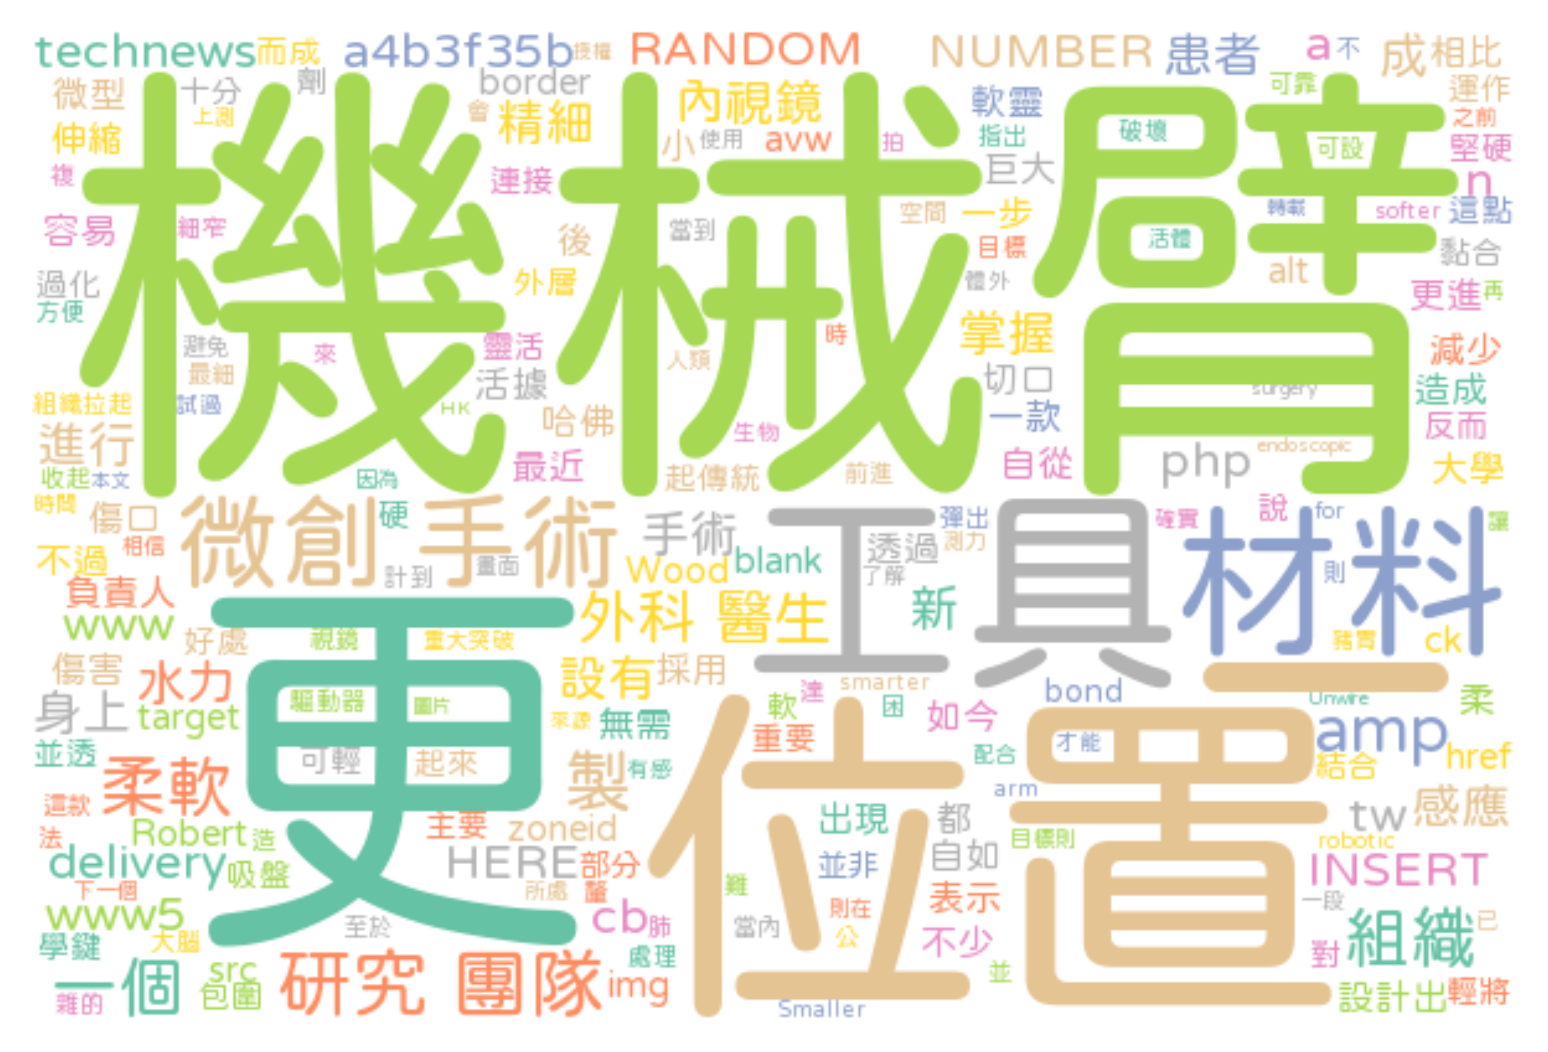 technews 而成 a4b3f35b 授權 RANDOM NUMBER 患者 a 不 成 相比
微型 十分 劑 border 精細 內視鏡 軟靈 可靠 運作
伸縮 上測 會 小 使用 avw 拍 指出 破壞 可設 之前 堅硬
機械臂
複 連接 巨大 n
容易 細窄 後 當到 空間 一步 目標 轉載 活體 softer 這點
過化 方便 外層 體外 alt 黏合 更進 再
避免 最細 來 靈活 人類 時 掌握 減少
組織拉起 試過 HK 活據 哈佛 生物 切口 一款 surgery 造成 反而
進行 收起 本文 因為 最近 起傳統 前進 自從 php endoscopic 大學
時間 傷口 相信 微創 手術 硬 手術 工具 彈出 測力 透過 了解 確實 說 for 材料 則 讓
不過 計到 畫面 Wood blank
負責人 www 好處 更 外科 醫生 新 豬胃 ck
傷害 視鏡 重大突破 設有 採用 smarter 一
身上 水力 target 驅動器 圖片 來源 無需 軟 達 困 如今 bond Unwire 柔
並透 可輕 起來 位置 重要 配合 才能 amp 結合 href
柔軟 製 有感 arm
這款 法 Robert 造 主要 zoneid 出現 都 目標則 tw 感應 robotic
delivery 吸盤 HERE 部分 並非 自如 INSERT
下一個 www5 所處 難 則在 表示 一段 已
學鍵 大腦 至於 cb 肺 當內 公 不少 對 組織
一個 src 包圍 研究 團隊 處理 img 並 設計出 輕將
雜的 Smaller